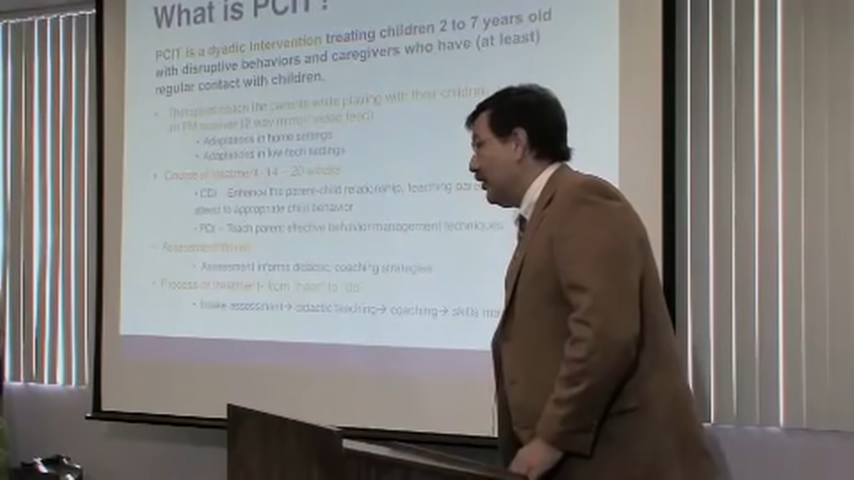 What is PCIT?
PCIT is a dyadic intervention treating children 2 to 7 years old
with disruptive behaviors and caregivers who have (at least)
regular contact with children.
• Therapists coach the parents while playing with their children
an FM receiver (2 way mirror/video feed)
• Adaptations in home settings
• Adaptations in low tech settings
• Course of treatment 14 – 20 weeks
• CDI – Enhance the parent-child relationship, teaching
attend to appropriate child behavior
• PDI – Teach parent effective behavior management techniques
Assessment driven
• Assessment informs didactic, coaching strategies
• Process of treatment- from to "do"
• Intake assessment→ didactic teaching→ coaching→ skills